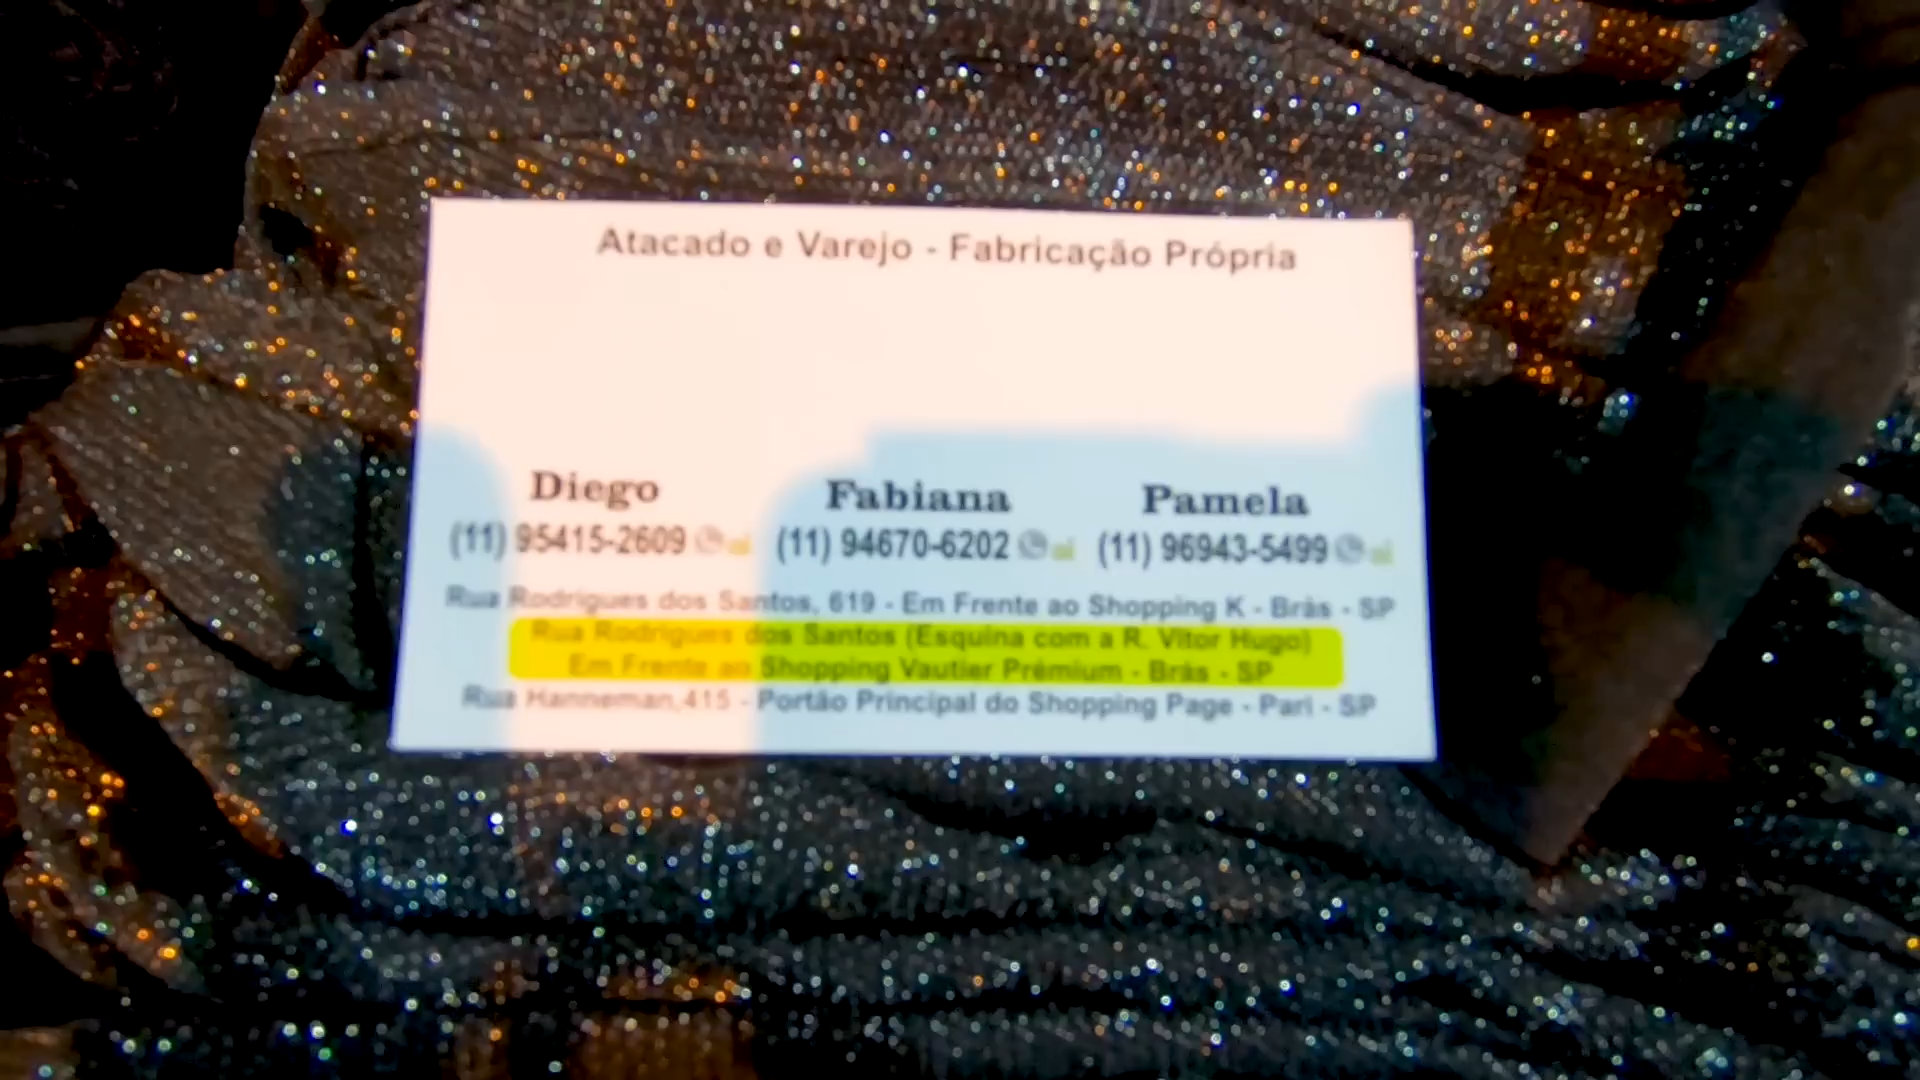 Atacado e Varejo - Fabricação Própria
Diego Fabiana Pamela
(11) 95415-2609 (11) 94670-6202 (11) 96943-5499
Rua Rodrigues dos Santos, 619 - Em Frente ao Shopping K - Brás - SP
Rua Rodrigues dos Santos (Esquina com a R. Vitor Hugo)
Em Frente ao Shopping Vautier Prêmium - Brás - SP
Rua Hanneman,415 - Portão Principal do Shopping Page - Pari - SP